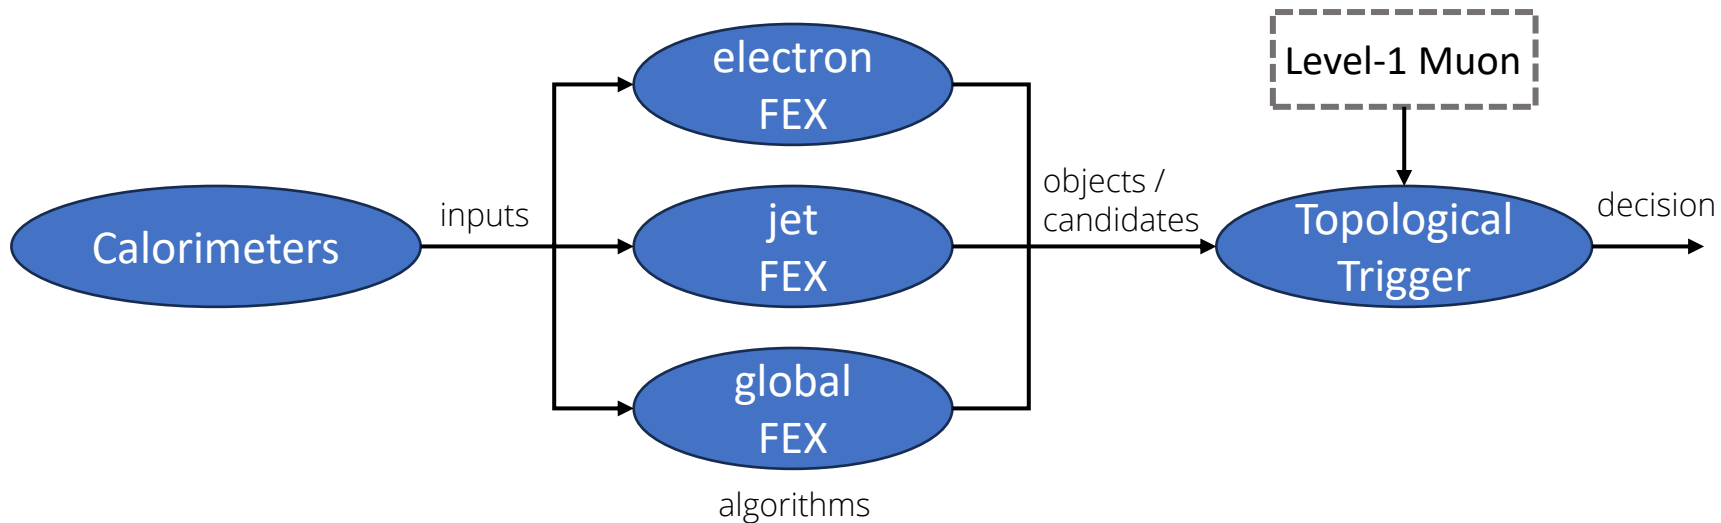 Calorimeters
inputs
electron
FEX
jet
FEX
global
FEX
algorithms
objects /
candidates
Level-1 Muon
Topological
Trigger
decision